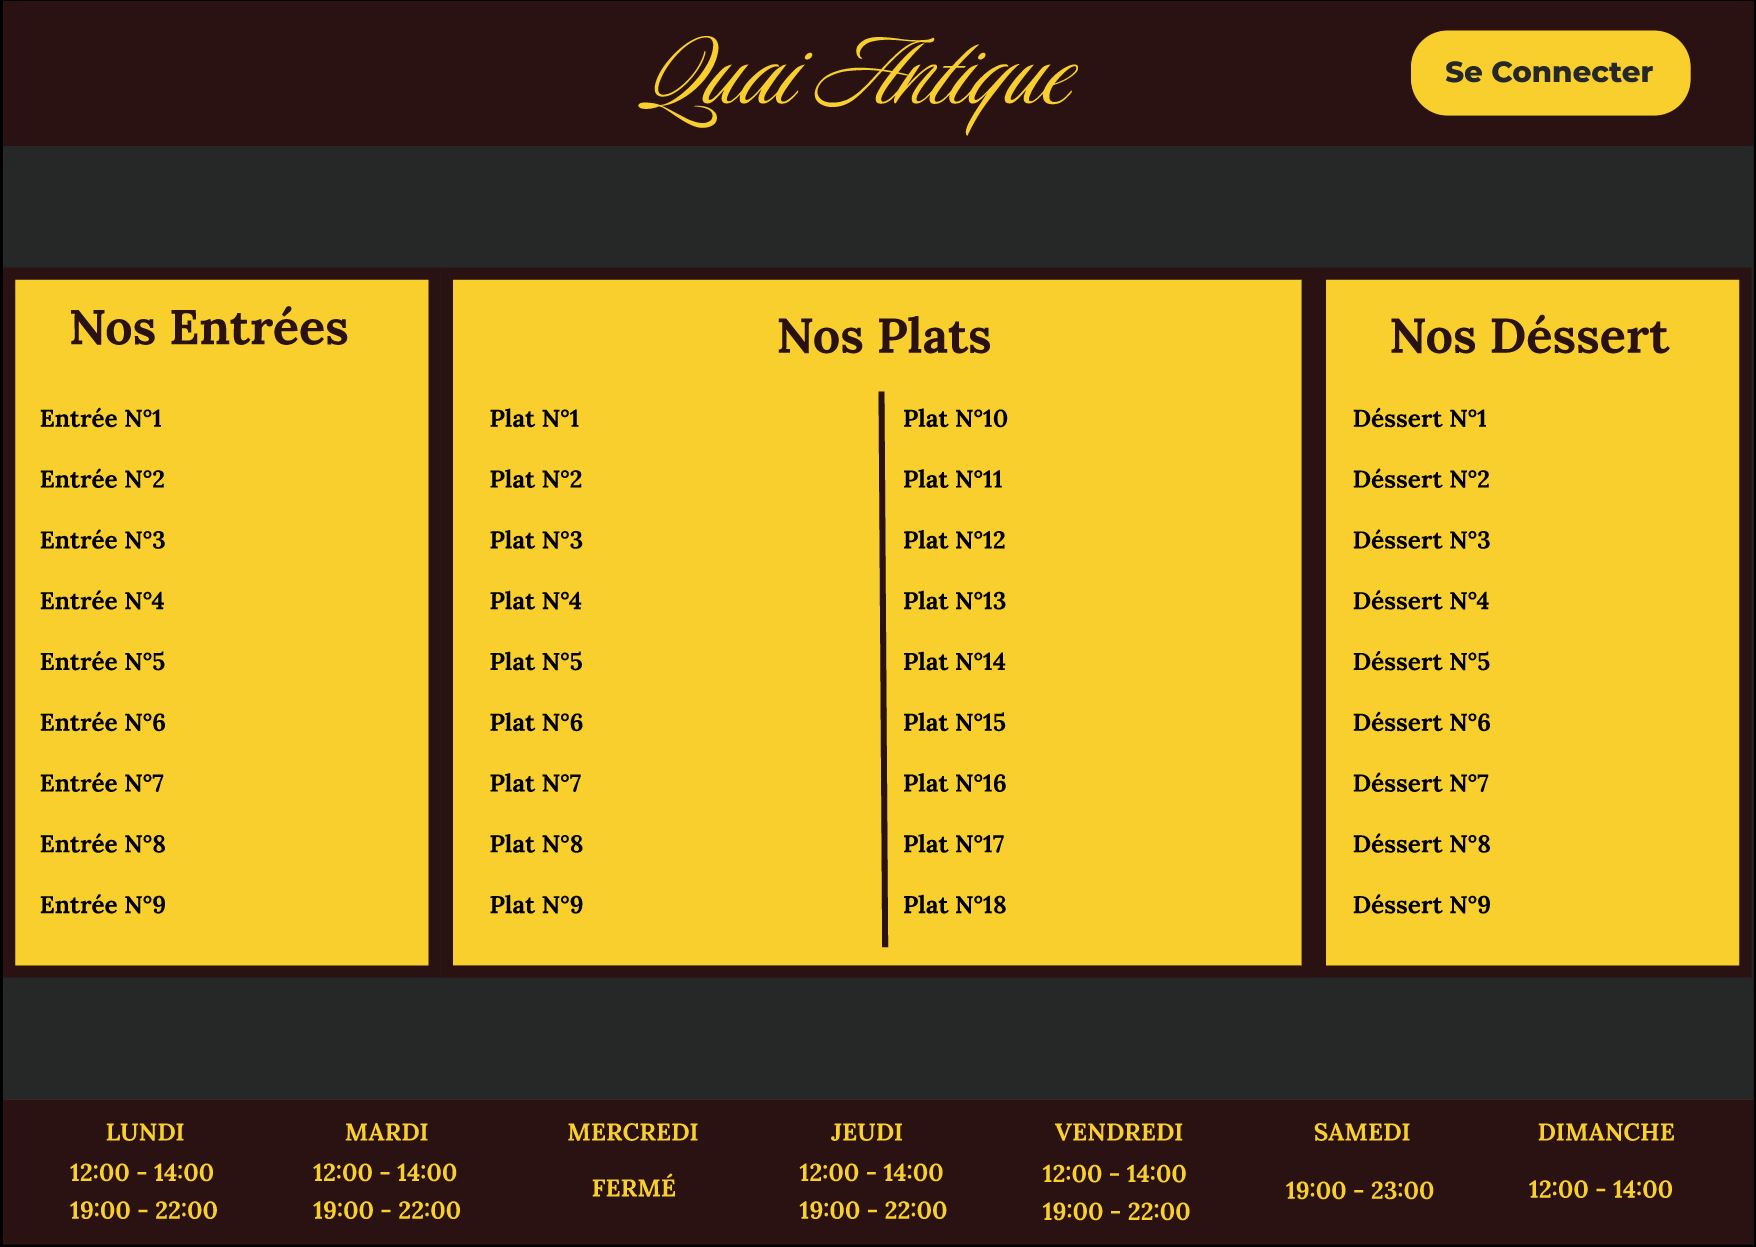 Quai Antique
Se Connecter
Nos Entrées
Entrée N°1
Entrée N°2
Entrée N°3
Entrée N°4
Entrée N°5
Entrée N°6
Entrée N°7
Entrée N°8
Entrée N°9
Nos Plats
Plat N°1
Plat N°2
Plat N°3
Plat N°4
Plat N°5
Plat N°6
Plat N°7
Plat N°8
Plat N°9
Plat N°10
Plat N°11
Plat N°12
Plat N°13
Plat N°14
Plat N°15
Plat N°16
Plat N°17
Plat N°18
Nos Déssert
Déssert N°1
Déssert N°2
Déssert N°3
Déssert N°4
Déssert N°5
Déssert N°6
Déssert N°7
Déssert N°8
Déssert N°9
LUNDI
12:00 - 14:00
19:00 - 22:00
MARDI
12:00 - 14:00
19:00 - 22:00
MERCREDI
FERMÉ
JEUDI
12:00 - 14:00
19:00 - 22:00
VENDREDI
12:00 - 14:00
19:00 - 22:00
SAMEDI
19:00 - 23:00
DIMANCHE
12:00 - 14:00